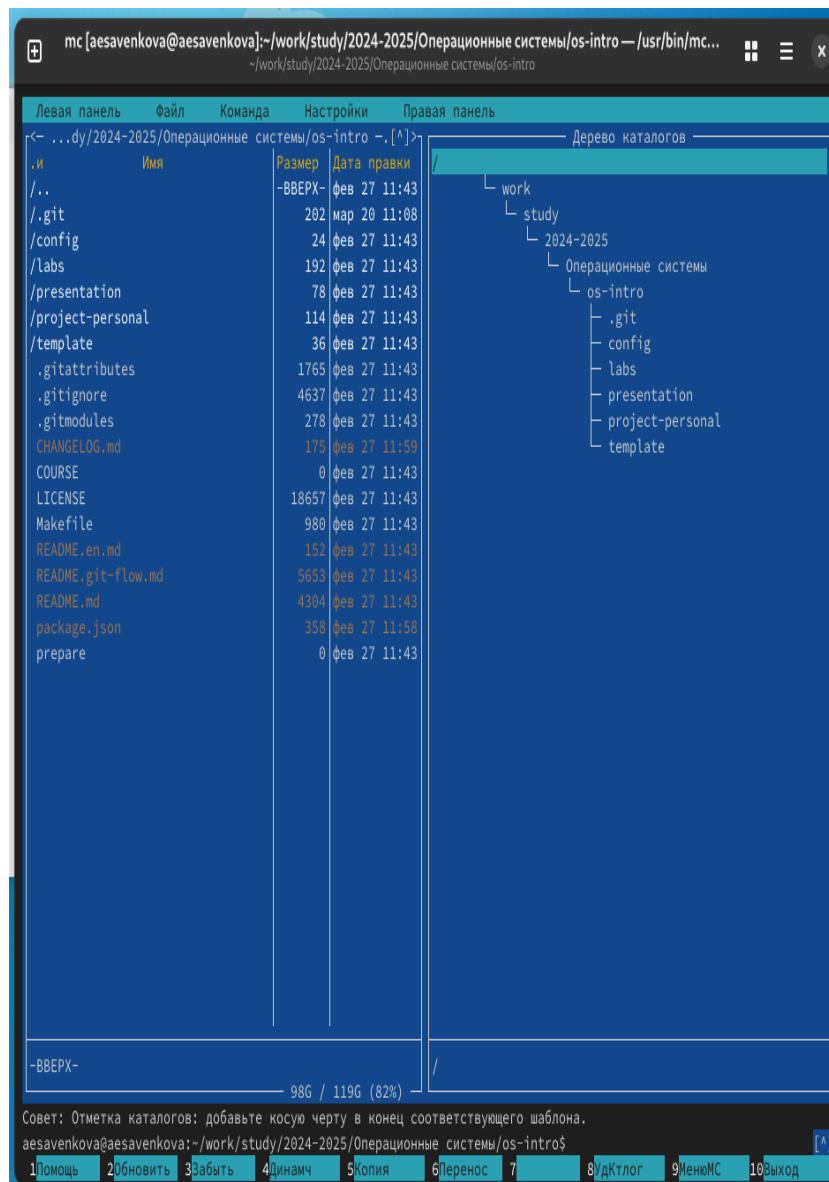 mc [aesavenkova@aesavenkova]:~/work/study/2024-2025/Операционные системы/os-intro — /usr/bin/mc...
~/work/study/2024-2025/Операционные системы/os-intro
Левая панель Файл Команда Настройки Правая панель
<— ...dy/2024-2025/Операционные системы/os-intro —.[^]>
.и Имя Размер Дата правки
/.. -ВВЕРХ- фев 27 11:43
/.git 202 мар 20 11:08
/config 24 фев 27 11:43
/labs 192 фев 27 11:43
/presentation 78 фев 27 11:43
/project-personal 114 фев 27 11:43
/template 36 фев 27 11:43
.gitattributes 1765 фев 27 11:43
.gitignore 4637 фев 27 11:43
.gitmodules 278 фев 27 11:43
CHANGELOG.md 175 фев 27 11:59
COURSE 0 фев 27 11:43
LICENSE 18657 фев 27 11:43
Makefile 980 фев 27 11:43
README.en.md 152 фев 27 11:43
README.git-flow.md 5653 фев 27 11:43
README.md 4304 фев 27 11:43
package.json 358 фев 27 11:58
prepare 0 фев 27 11:43
-ВВЕРХ-
98G / 119G (82%)
Дерево каталогов
/
work
study
2024-2025
Операционные системы
os-intro
.git
config
labs
presentation
project-personal
template
/
Совет: Отметка каталогов: добавьте косую черту в конец соответствующего шаблона.
aesavenkova@aesavenkova:~/work/study/2024-2025/Операционные системы/os-intro$ [^
1Помощь 2Обновить 3Забыть 4Динамч 5Копия 6Перенос 7 8УдКтлог 9МенюMC 10Выход